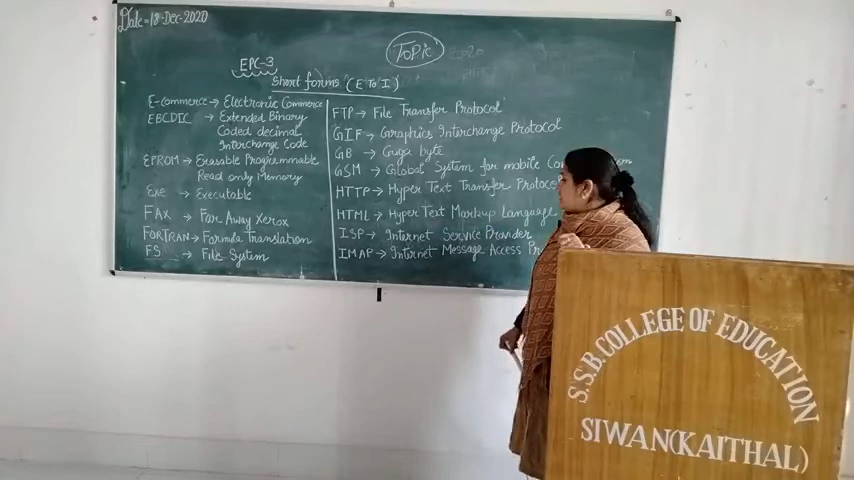 Date = 18-Dec-2020
Topic
EPC-3
Short forms (E To I)
E-commerce → Electronic Commerce
EBCDIC → Extended Binary
Coded decimal
Interchange Code
EPROM → Erasable Programmable
Read only Memory
EXE → Executable
FAX → Far Away Xerox
FORTRAN → Formula Translation
FS → File System
FTP → File Transfer Protocol
GIF → Graphics Interchange Protocol
GB → Giga byte
GSM → Global System for mobile
HTTP → Hyper Text Transfer Protocol
HTML → Hyper Text Markup Language
ISP → Internet Service Provider
IMAP → Internet Message Access
S.S.B. COLLEGE OF EDUCATION
SIWAN(KAITHAL)